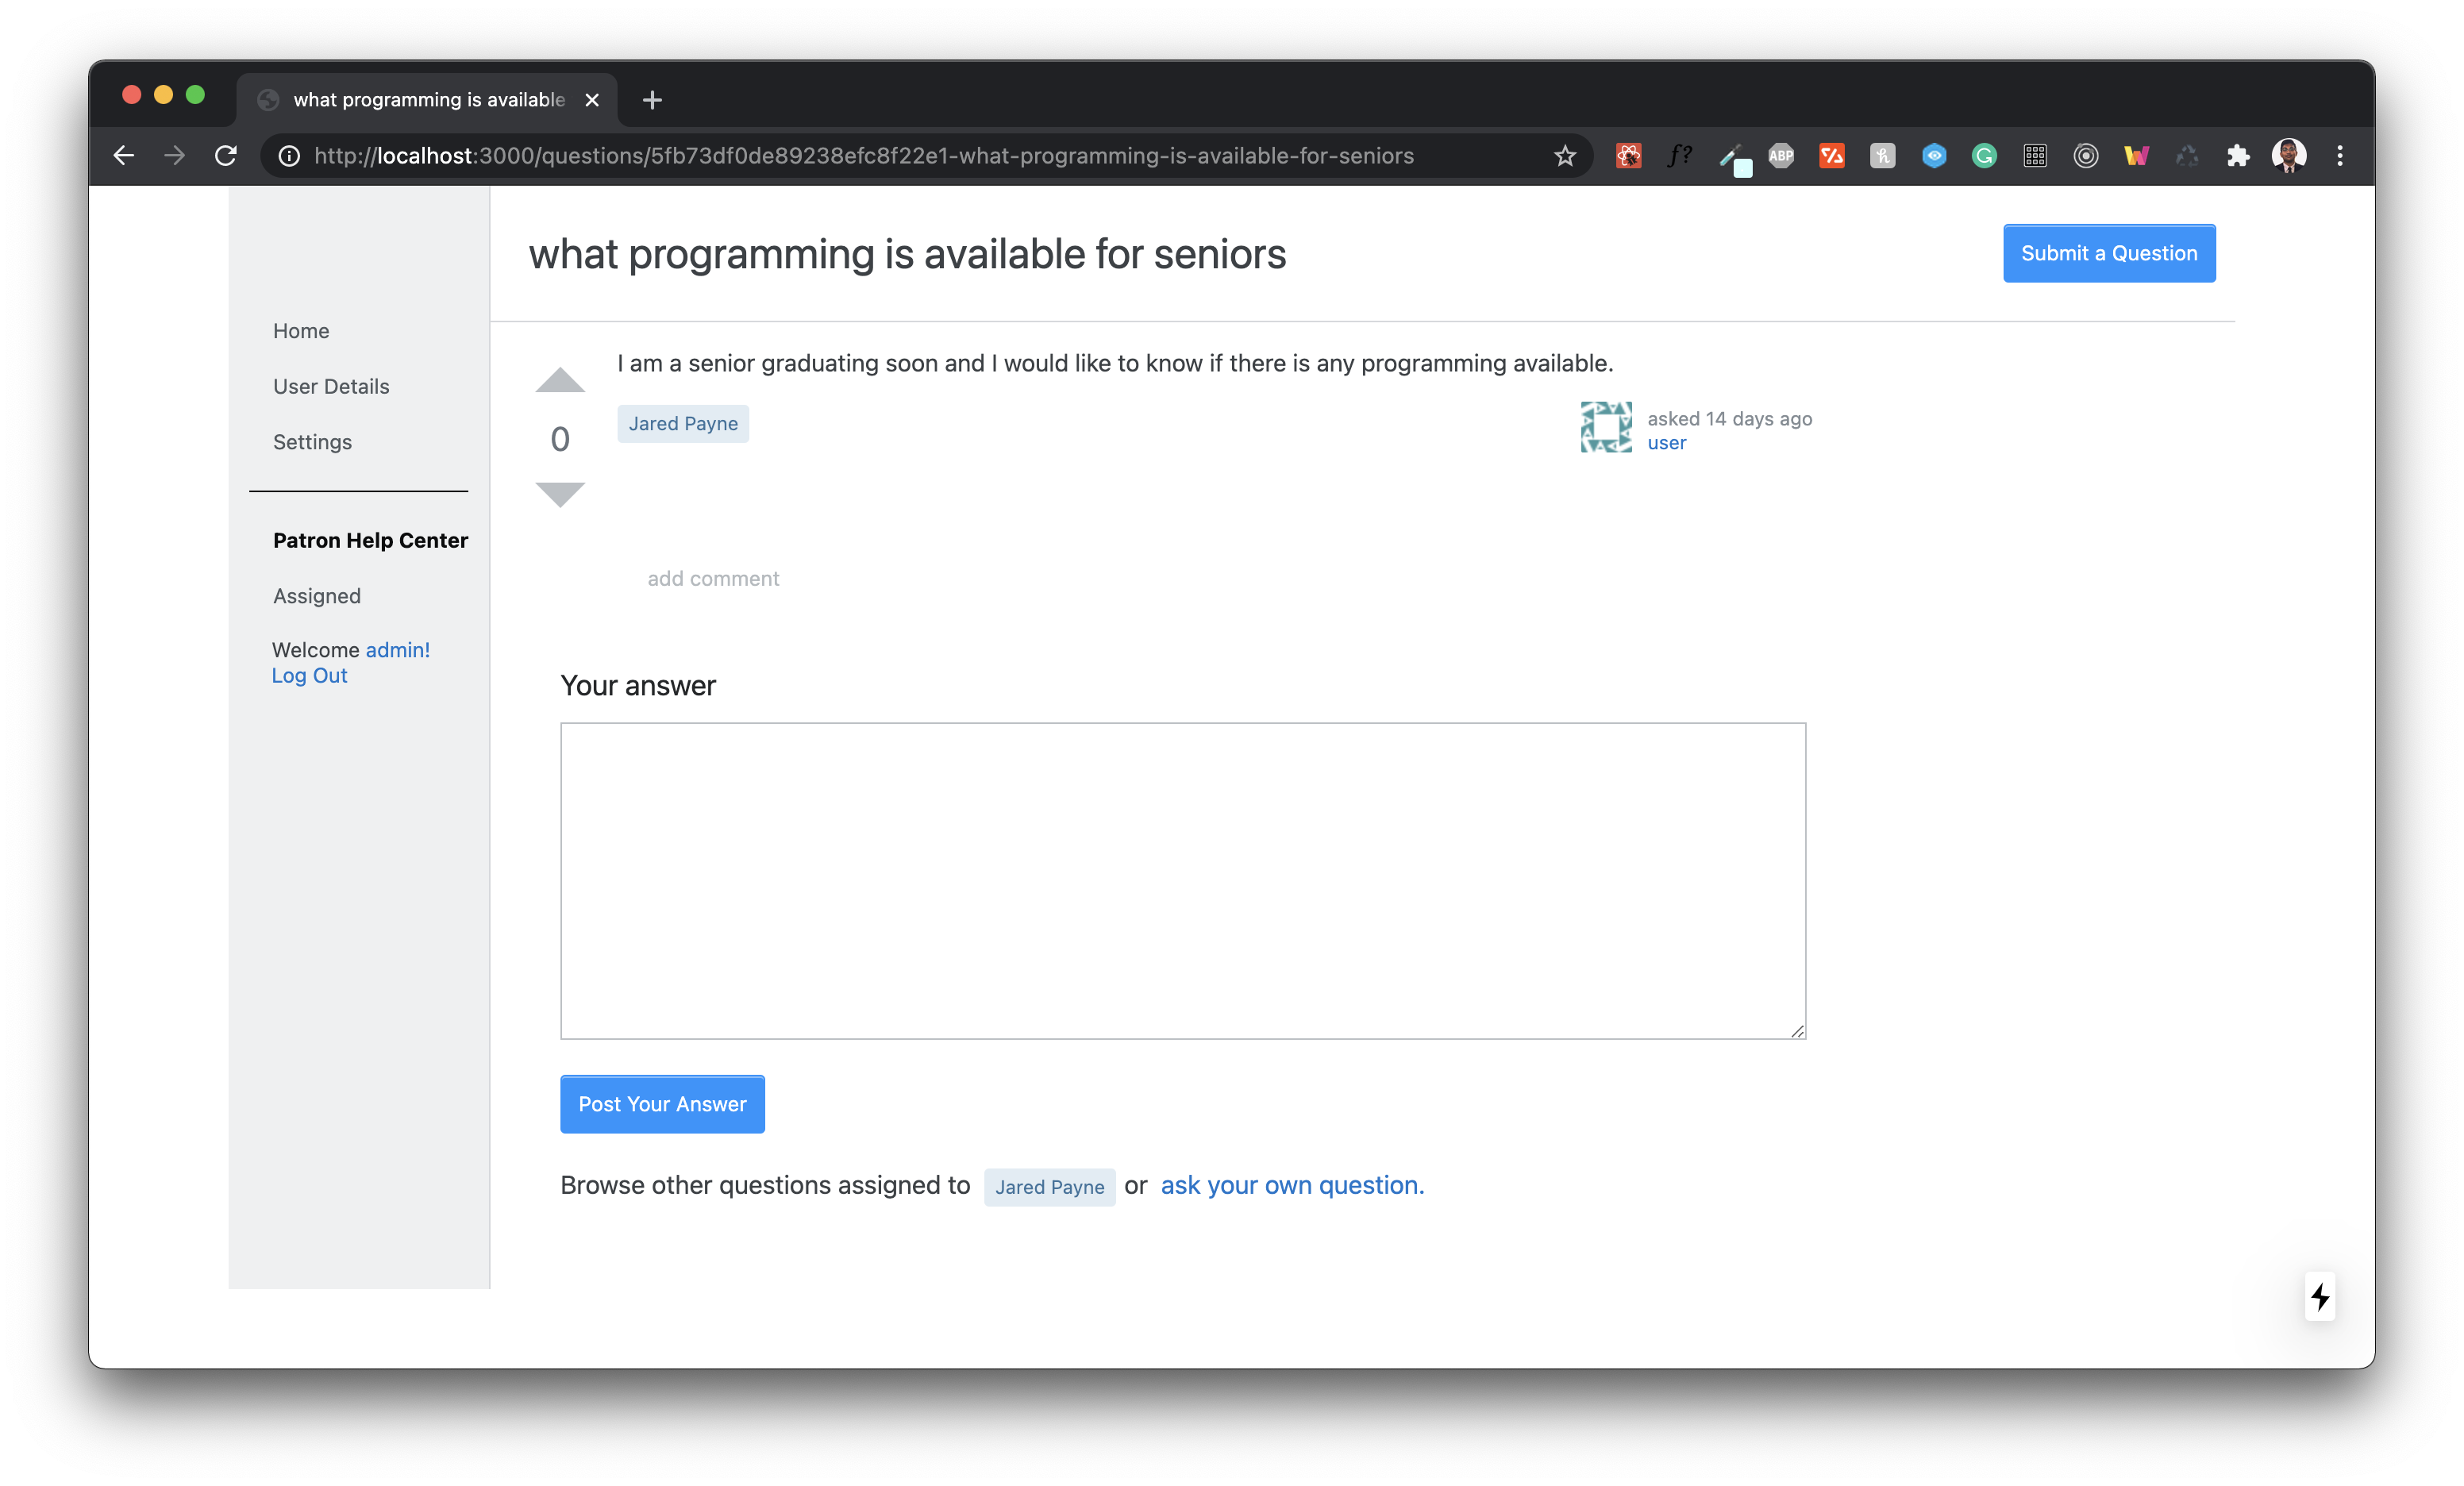 what programming is available
http://localhost:3000/questions/5fb73df0de89238efc8f22e1-what-programming-is-available-for-seniors
f?
ABP
Home
User Details
Settings
Patron Help Center
Assigned
Welcome admin!
Log Out
what programming is available for seniors
Submit a Question
I am a senior graduating soon and I would like to know if there is any programming available.
0
Jared Payne
asked 14 days ago
user
add comment
Your answer
Post Your Answer
Browse other questions assigned to Jared Payne or ask your own question.